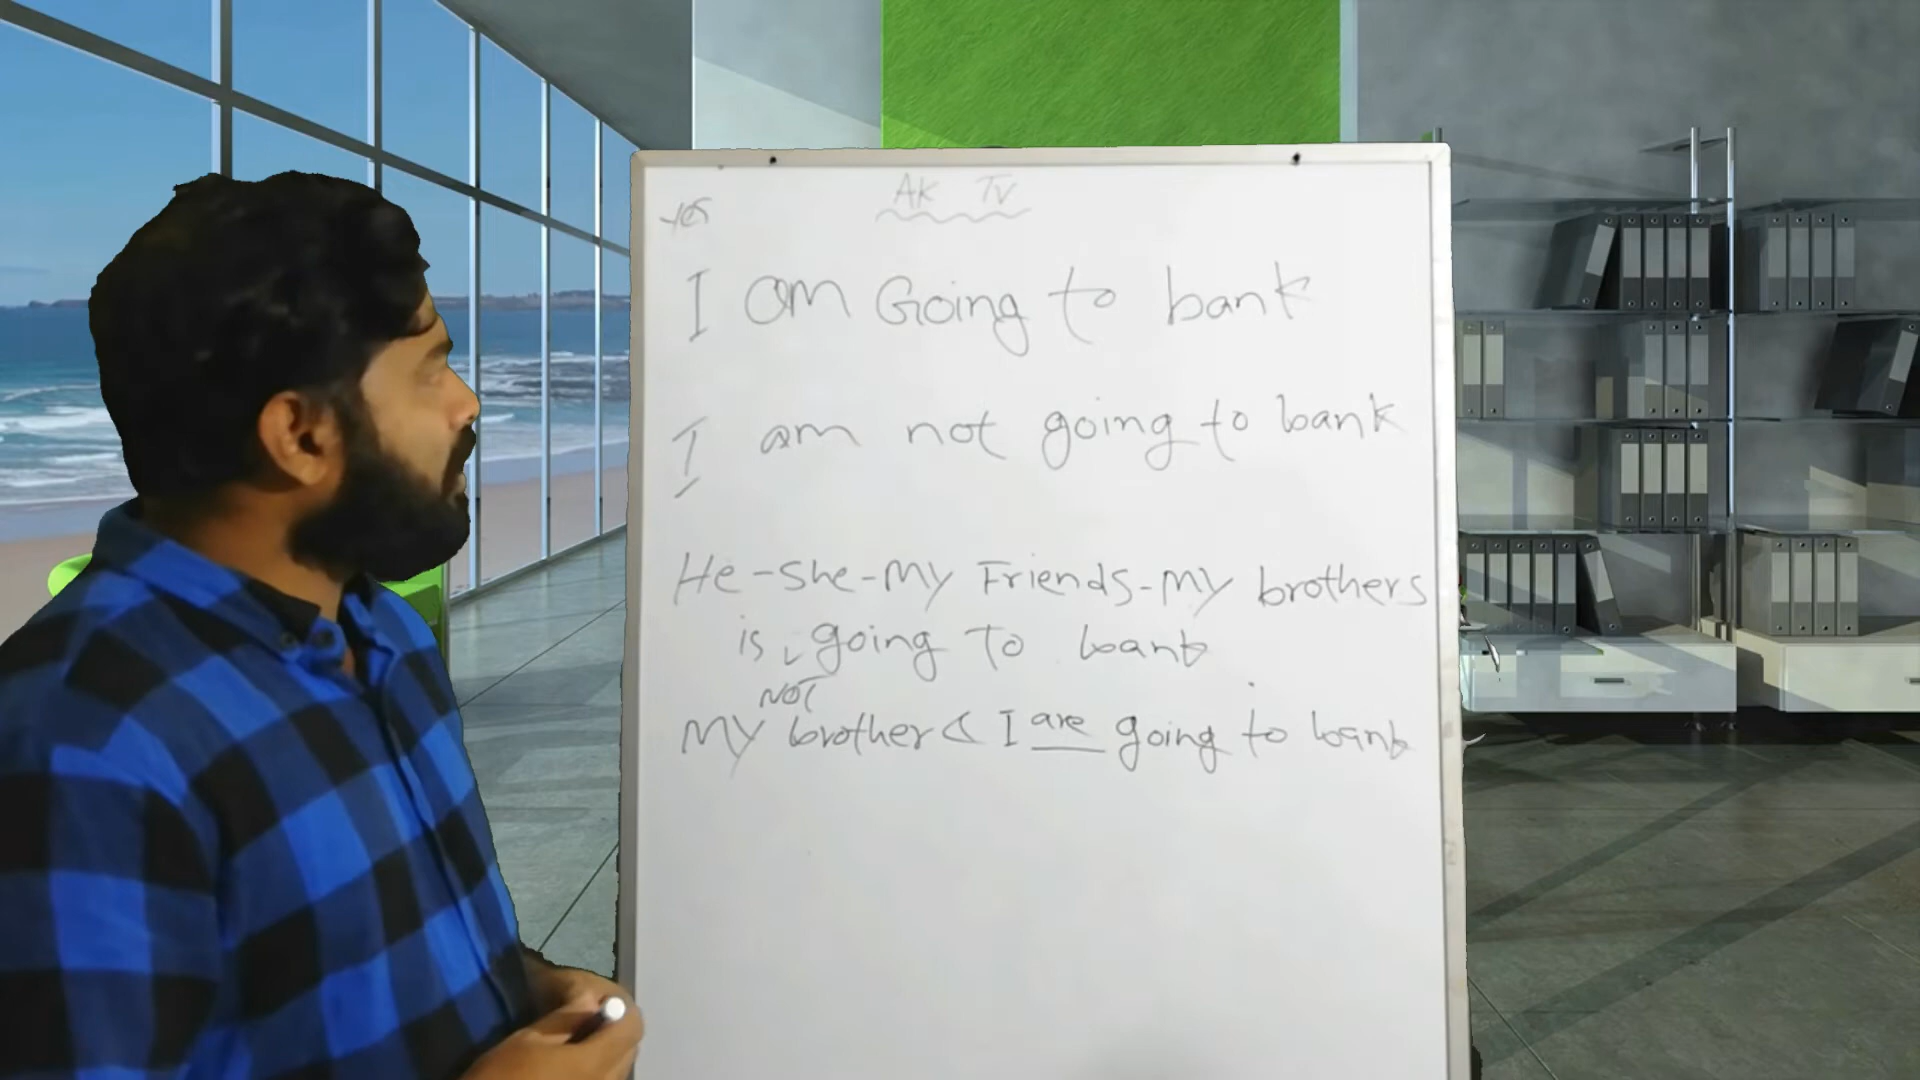 AK TV
yes
I am Going to bank
I am not going to bank
He-she-my Friends-my brothers
is going to bank
NOT
My brother & I are going to bank